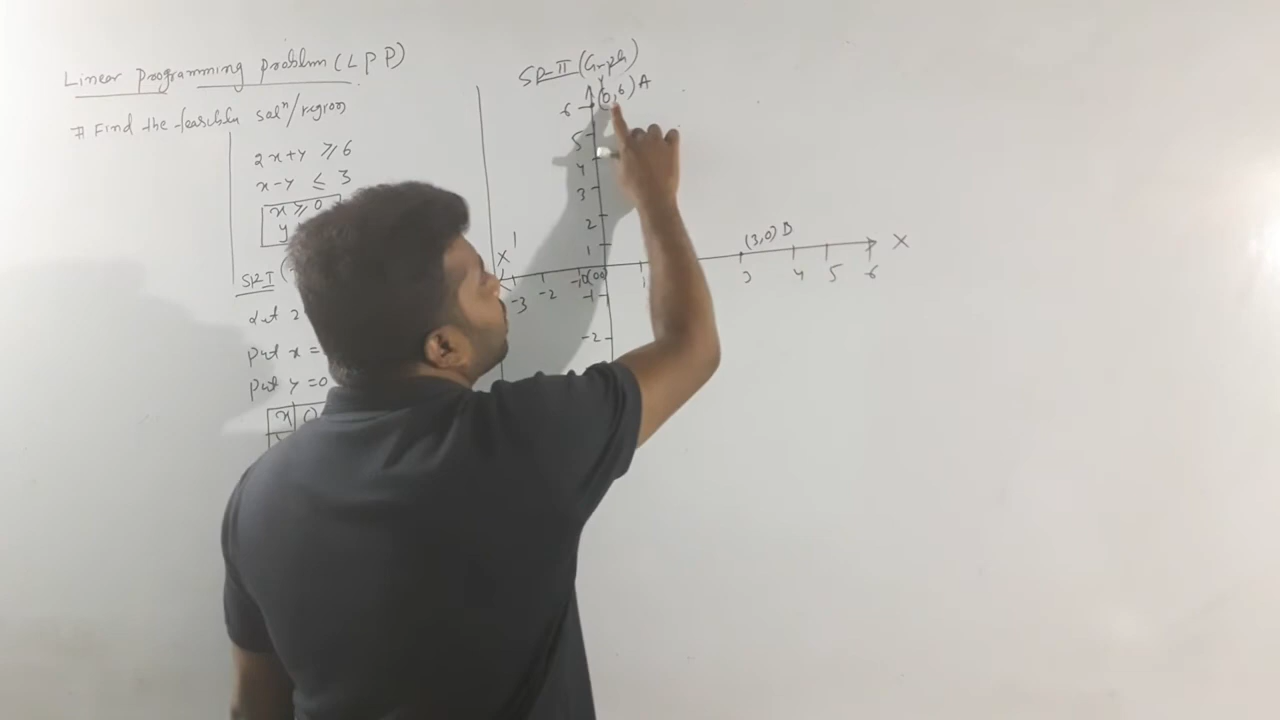 Linear Programming Problem (LPP)
# Find the feasible solⁿ/region
2x+y ≥ 6
x-y ≤ 3
x ≥ 0
y
SP-I (
Let 2
Put x =
Put y =0
x 0
SP-II (Graph)
Y
(0,6) A
6
5
4
3
2
1
X'
-3 -2 -1 0(00 1 3 4 5 6
(3,0) B
X
-1
-2